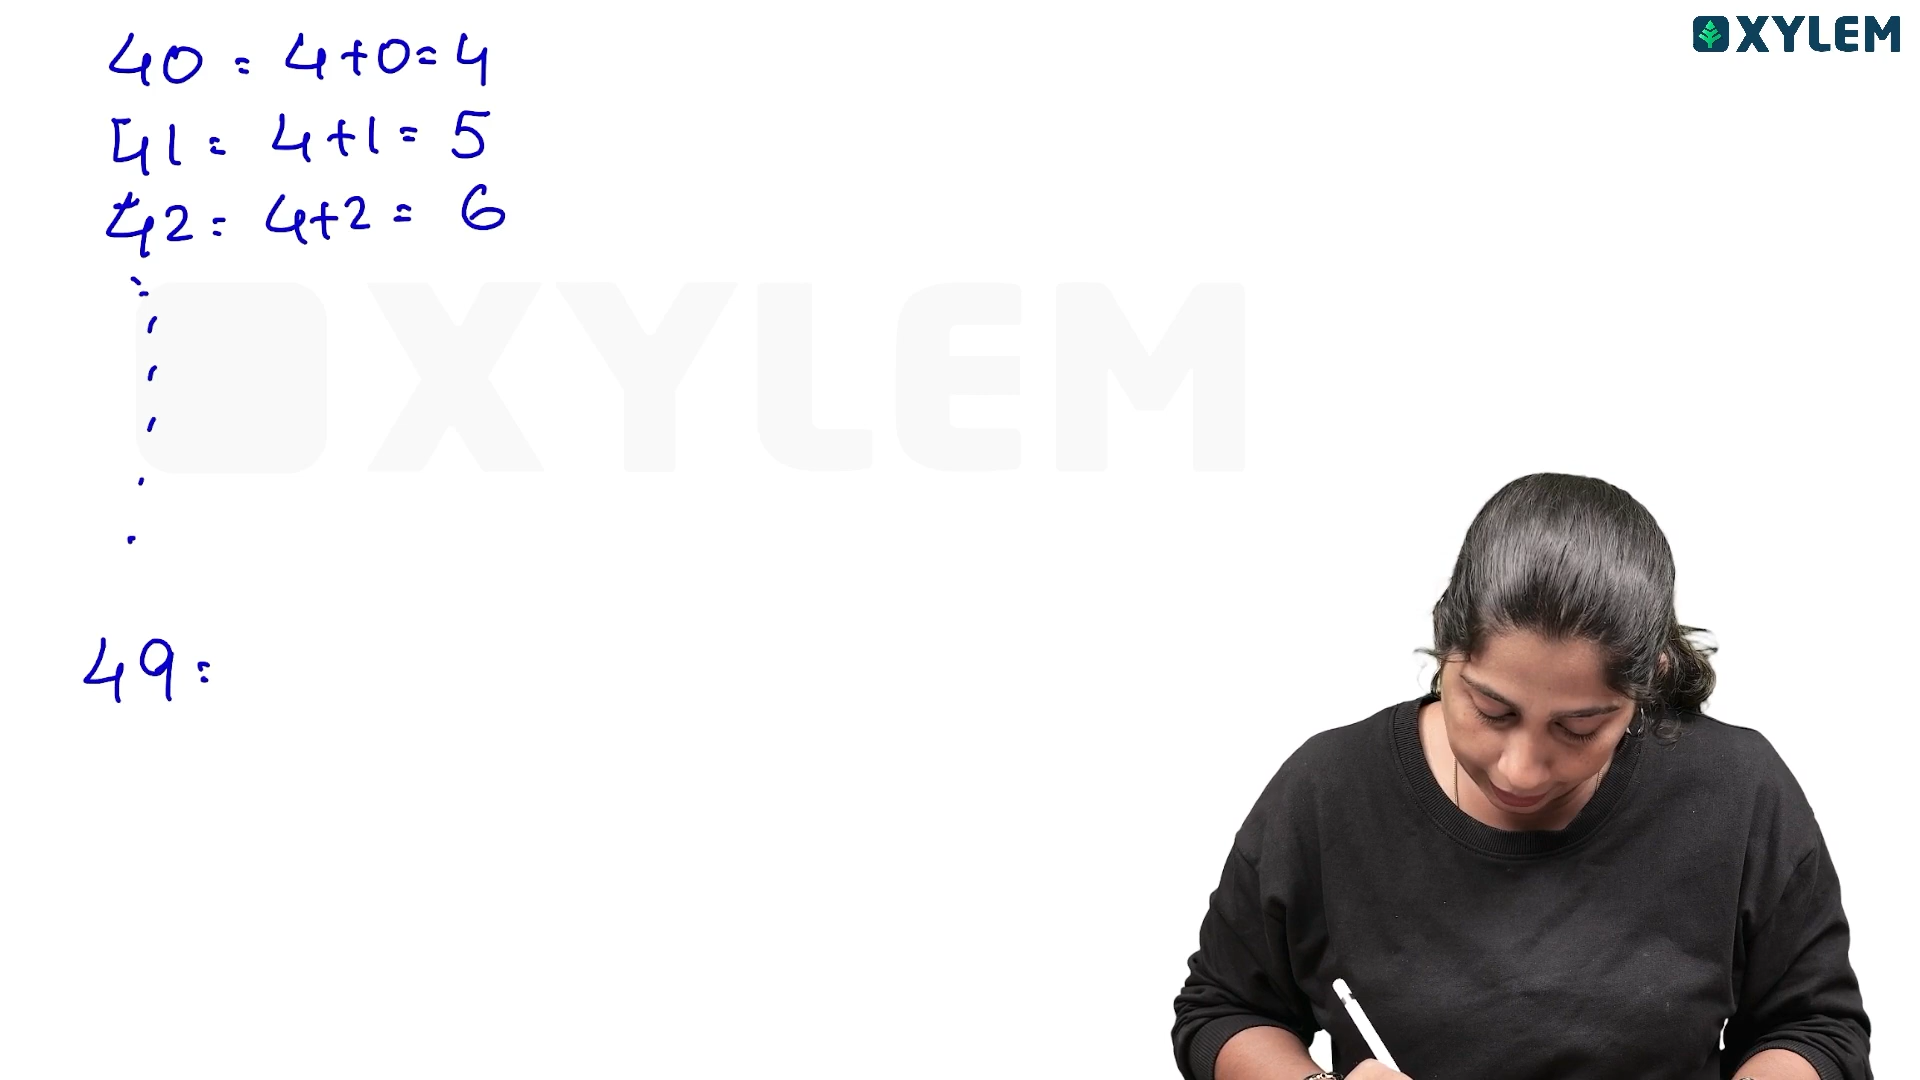 40 = 4+0=4
XYLEM
41 = 4+1= 5
42 = 4+2 = 6
XYLEM
49 =